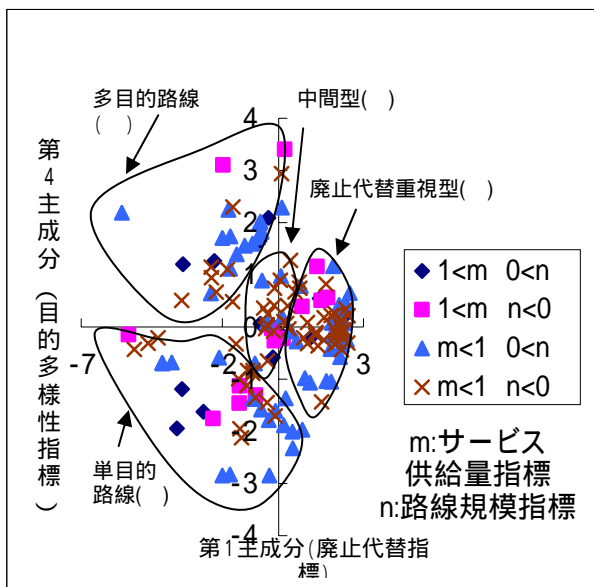 多目的路線
( )
中間型( )
廃止代替重視型( )
第4主成分(目的多様性指標)
4
3
2
1
0
-7
-2
3
-1
-2
-3
-4
1<m 0<n
1<m n<0
m<1 0<n
m<1 n<0
m:サービス
供給量指標
n:路線規模指標
単目的
路線( )
第1主成分(廃止代替指
標)